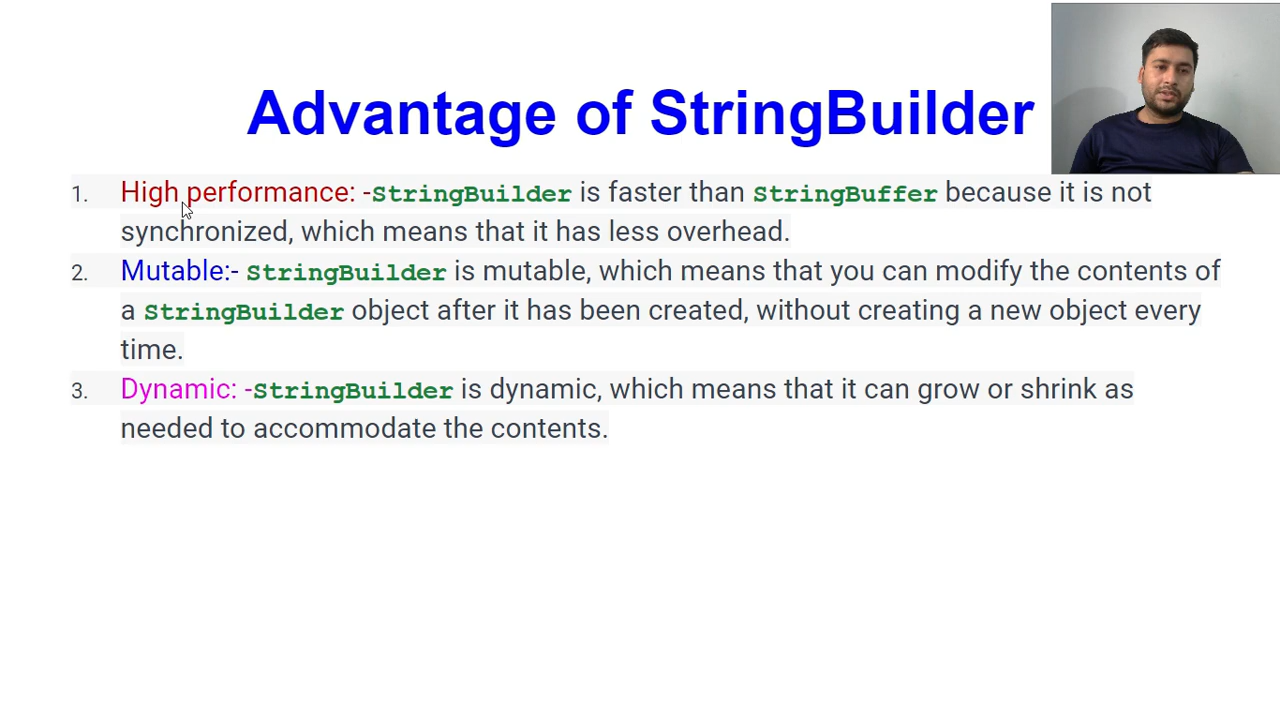 Advantage of StringBuilder
1. High performance: -StringBuilder is faster than StringBuffer because it is not
synchronized, which means that it has less overhead.
2. Mutable:- StringBuilder is mutable, which means that you can modify the contents of
a StringBuilder object after it has been created, without creating a new object every
time.
3. Dynamic: -StringBuilder is dynamic, which means that it can grow or shrink as
needed to accommodate the contents.